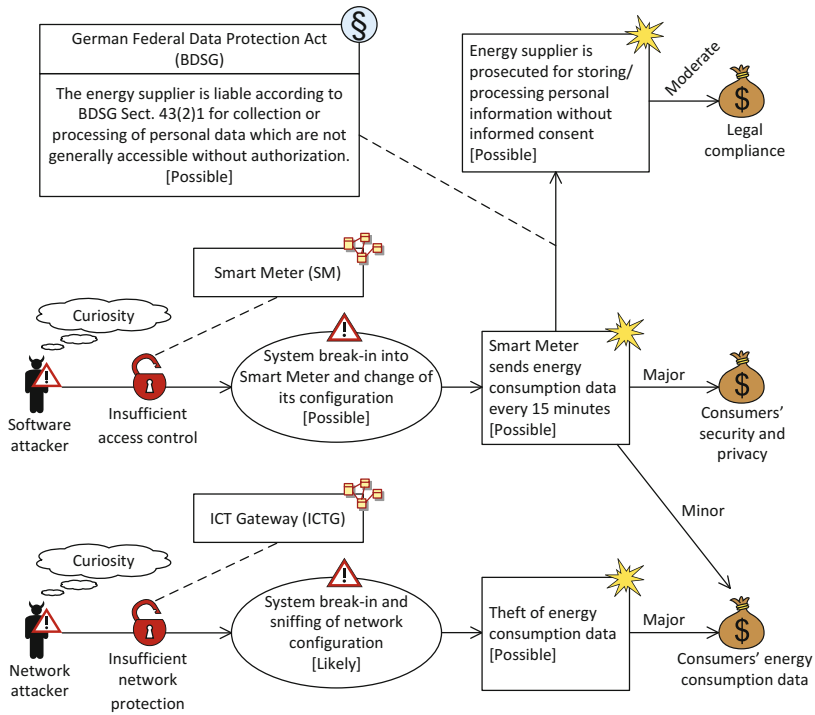 German Federal Data Protection Act
(BDSG)
§
The energy supplier is liable according to
BDSG Sect. 43(2)1 for collection or
processing of personal data which are not
generally accessible without authorization.
[Possible]
Energy supplier is
prosecuted for storing/
processing personal
information without
informed consent
[Possible]
Moderate
$
Legal
compliance
Smart Meter (SM)
Curiosity
!
Software
attacker
Insufficient
access control
!
System break-in into
Smart Meter and change of
its configuration
[Possible]
Smart Meter
sends energy
consumption data
every 15 minutes
[Possible]
Major
$
Consumers'
security and
privacy
Minor
ICT Gateway (ICTG)
Curiosity
!
Network
attacker
Insufficient
network
protection
!
System break-in and
sniffing of network
configuration
[Likely]
Theft of energy
consumption data
[Possible]
Major
$
Consumers' energy
consumption data